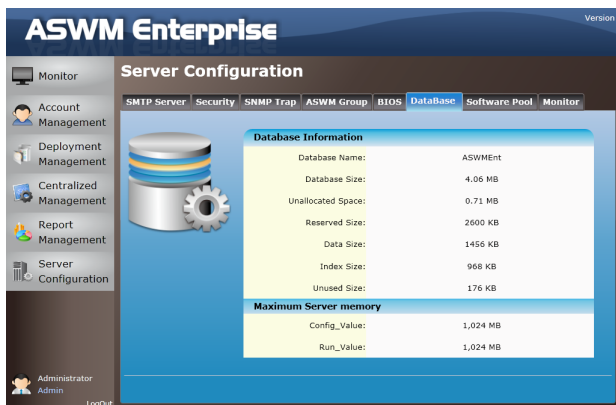 ASWM Enterprise
Version
Monitor
Account
Management
Deployment
Management
Centralized
Management
Report
Management
Server
Configuration
Administrator
Admin
LogOut
Server Configuration
SMTP Server Security SNMP Trap ASWM Group BIOS DataBase Software Pool Monitor
Database Information
Database Name: ASWMEnt
Database Size: 4.06 MB
Unallocated Space: 0.71 MB
Reserved Size: 2600 KB
Data Size: 1456 KB
Index Size: 968 KB
Unused Size: 176 KB
Maximum Server memory
Config_Value: 1,024 MB
Run_Value: 1,024 MB